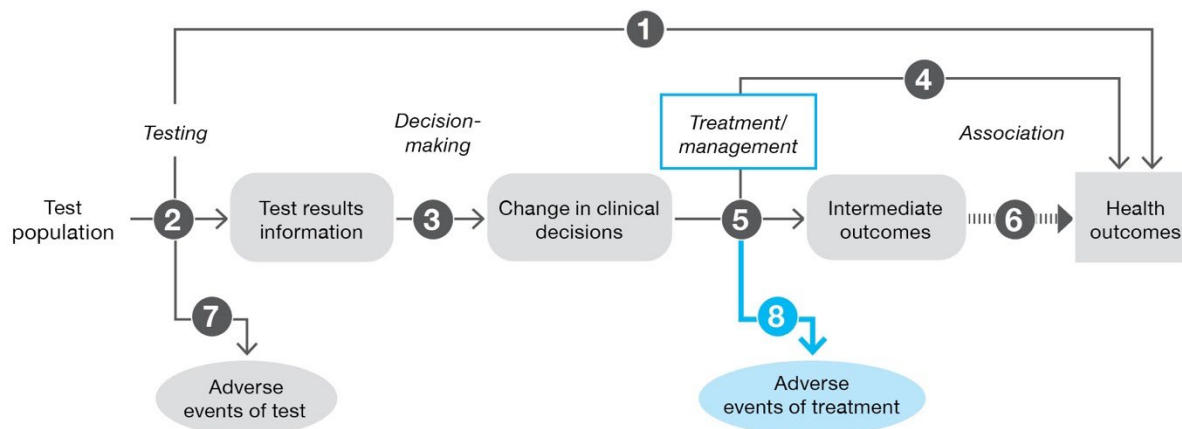 1
4
Testing
Decision-
making
Treatment/
management
Association
Test
population
2
Test results
information
3
Change in clinical
decisions
5
Intermediate
outcomes
6
Health
outcomes
7
8
Adverse
events of test
Adverse
events of treatment